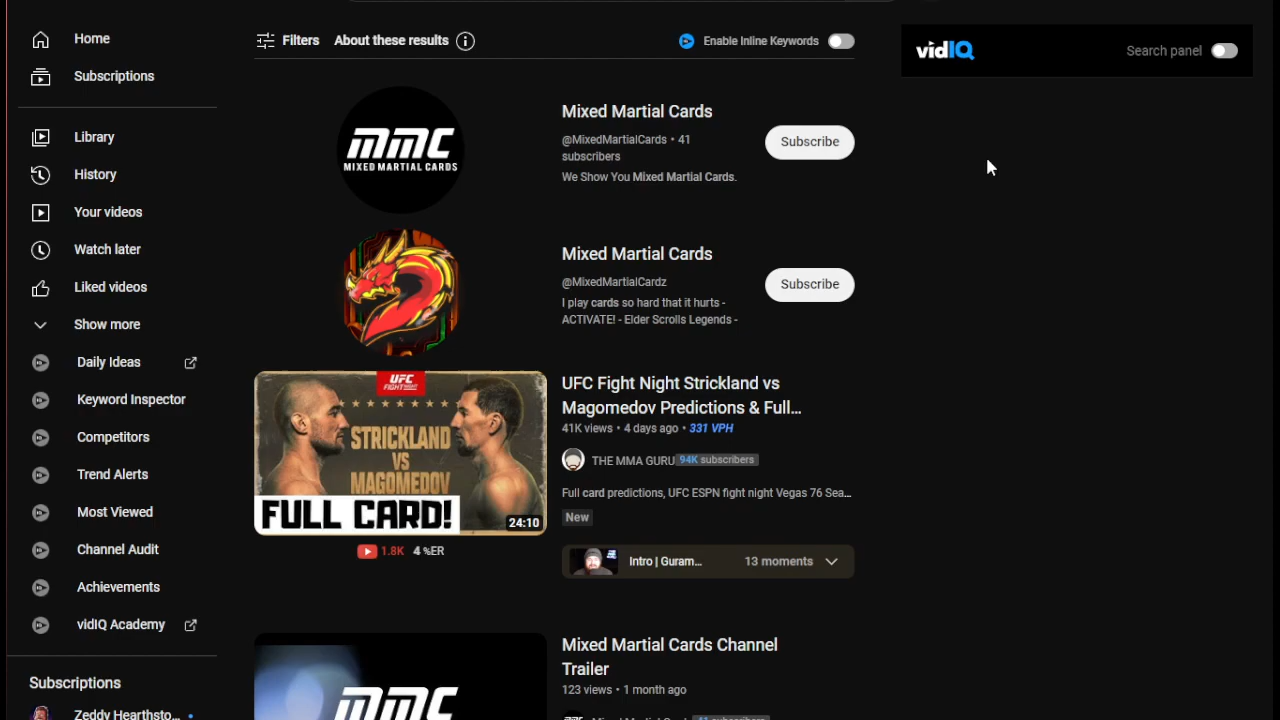 Home
Subscriptions
Library
History
Your videos
Watch later
Liked videos
Show more
Daily Ideas
Keyword Inspector
Competitors
Trend Alerts
Most Viewed
Channel Audit
Achievements
vidIQ Academy
Subscriptions
Zeddy Hearthsto...
Filters About these results
Enable Inline Keywords
mmc
MIXED MARTIAL CARDS
Mixed Martial Cards
@MixedMartialCards • 41
subscribers
We Show You Mixed Martial Cards.
Subscribe
Mixed Martial Cards
@MixedMartialCardz
I play cards so hard that it hurts -
ACTIVATE! - Elder Scrolls Legends -
Subscribe
UFC
FIGHT NIGHT
STRICKLAND
VS
MAGOMEDOV
FULL CARD!
24:10
1.8K 4 %ER
UFC Fight Night Strickland vs
Magomedov Predictions & Full...
41K views • 4 days ago • 331 VPH
THE MMA GURU 94K subscribers
Full card predictions, UFC ESPN fight night Vegas 76 Sea...
New
Intro | Guram... 13 moments
mmc
Mixed Martial Cards Channel
Trailer
123 views • 1 month ago
vidIQ
Search panel